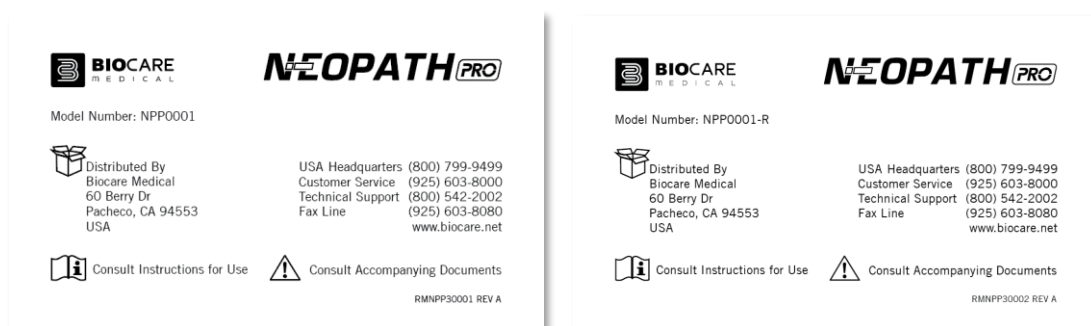 BIOCARE
MEDICAL
NEOPATH PRO
Model Number: NPP0001
Distributed By
Biocare Medical
60 Berry Dr
Pacheco, CA 94553
USA
USA Headquarters (800) 799-9499
Customer Service (925) 603-8000
Technical Support (800) 542-2002
Fax Line (925) 603-8080
www.biocare.net
Consult Instructions for Use
Consult Accompanying Documents
RMNPP30001 REV A
BIOCARE
MEDICAL
NEOPATH PRO
Model Number: NPP0001-R
Distributed By
Biocare Medical
60 Berry Dr
Pacheco, CA 94553
USA
USA Headquarters (800) 799-9499
Customer Service (925) 603-8000
Technical Support (800) 542-2002
Fax Line (925) 603-8080
www.biocare.net
Consult Instructions for Use
Consult Accompanying Documents
RMNPP30002 REV A